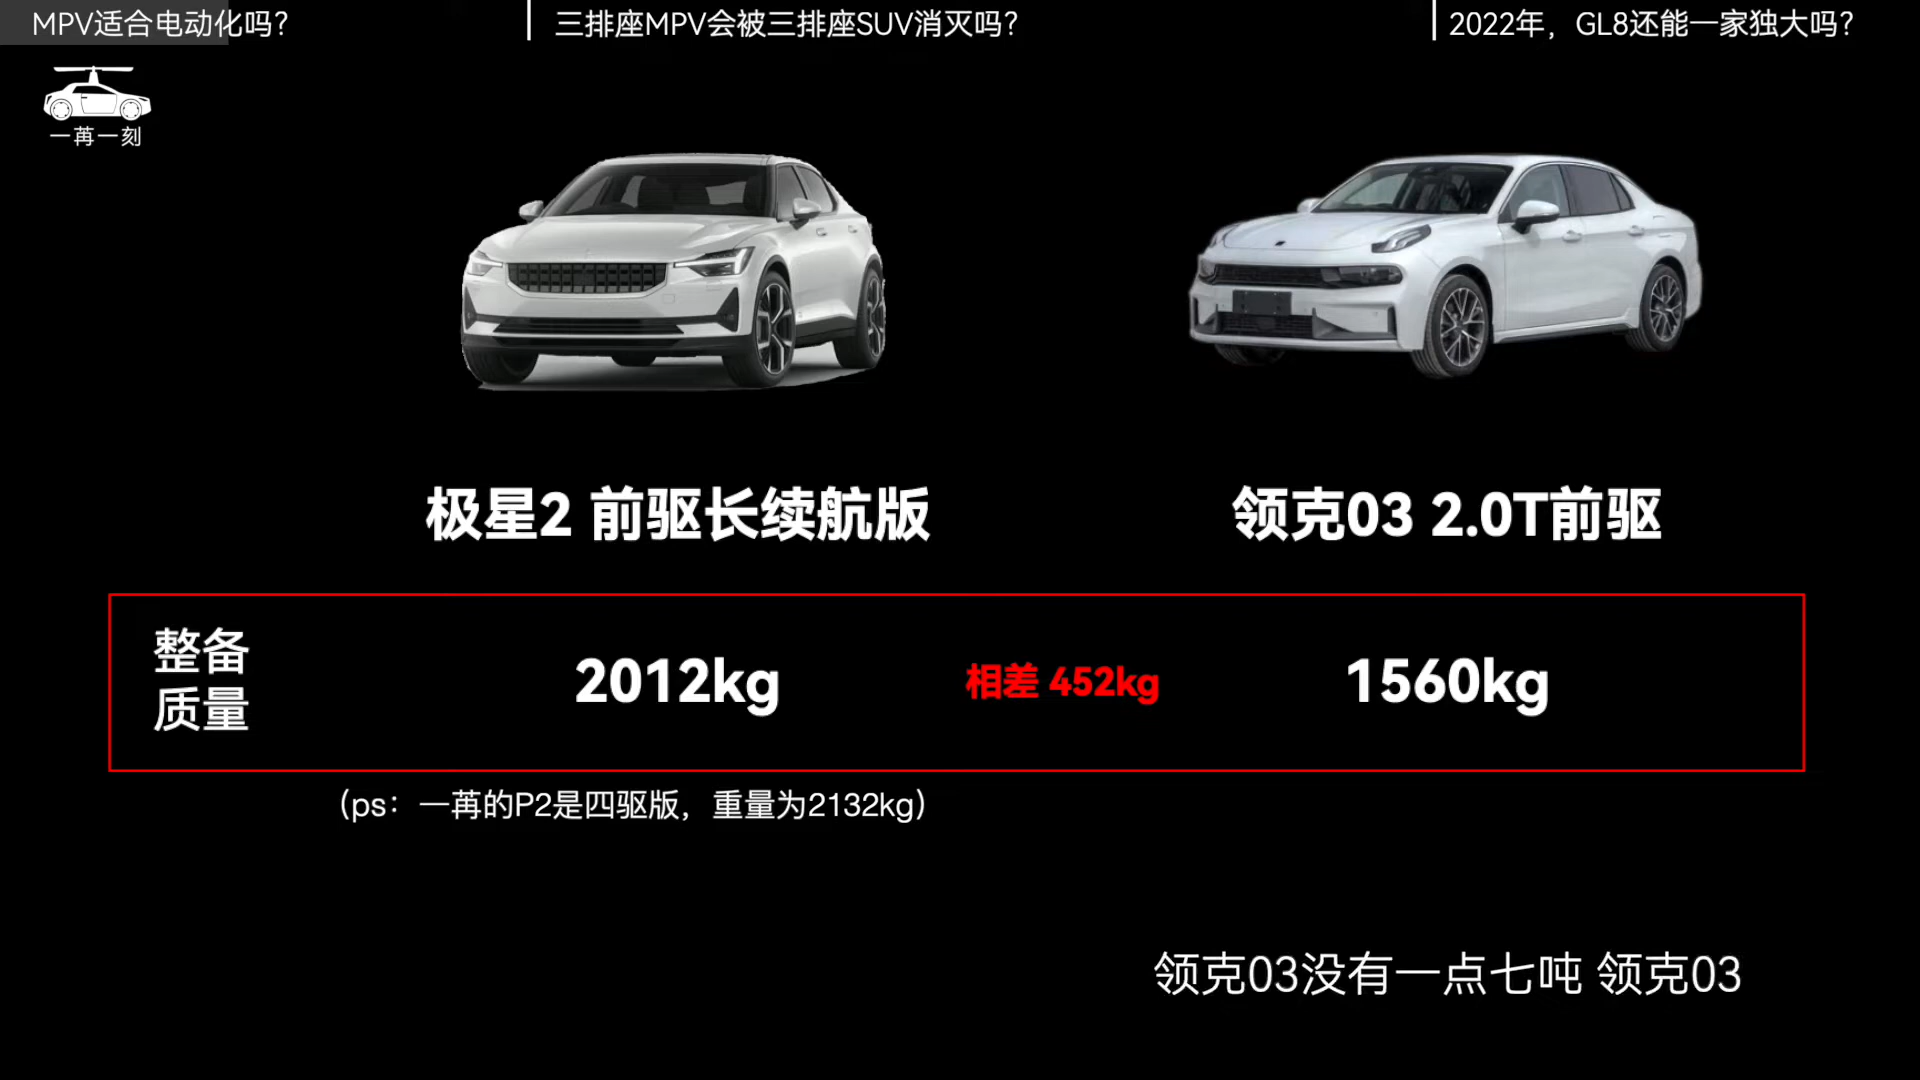 MPV适合电动化吗？
三排座MPV会被三排座SUV消灭吗？
2022年，GL8还能一家独大吗？
一苒一刻
极星2 前驱长续航版
领克03 2.0T前驱
整备
质量
2012kg
相差 452kg
1560kg
（ps：一苒的P2是四驱版，重量为2132kg）
领克03没有一点七吨 领克03